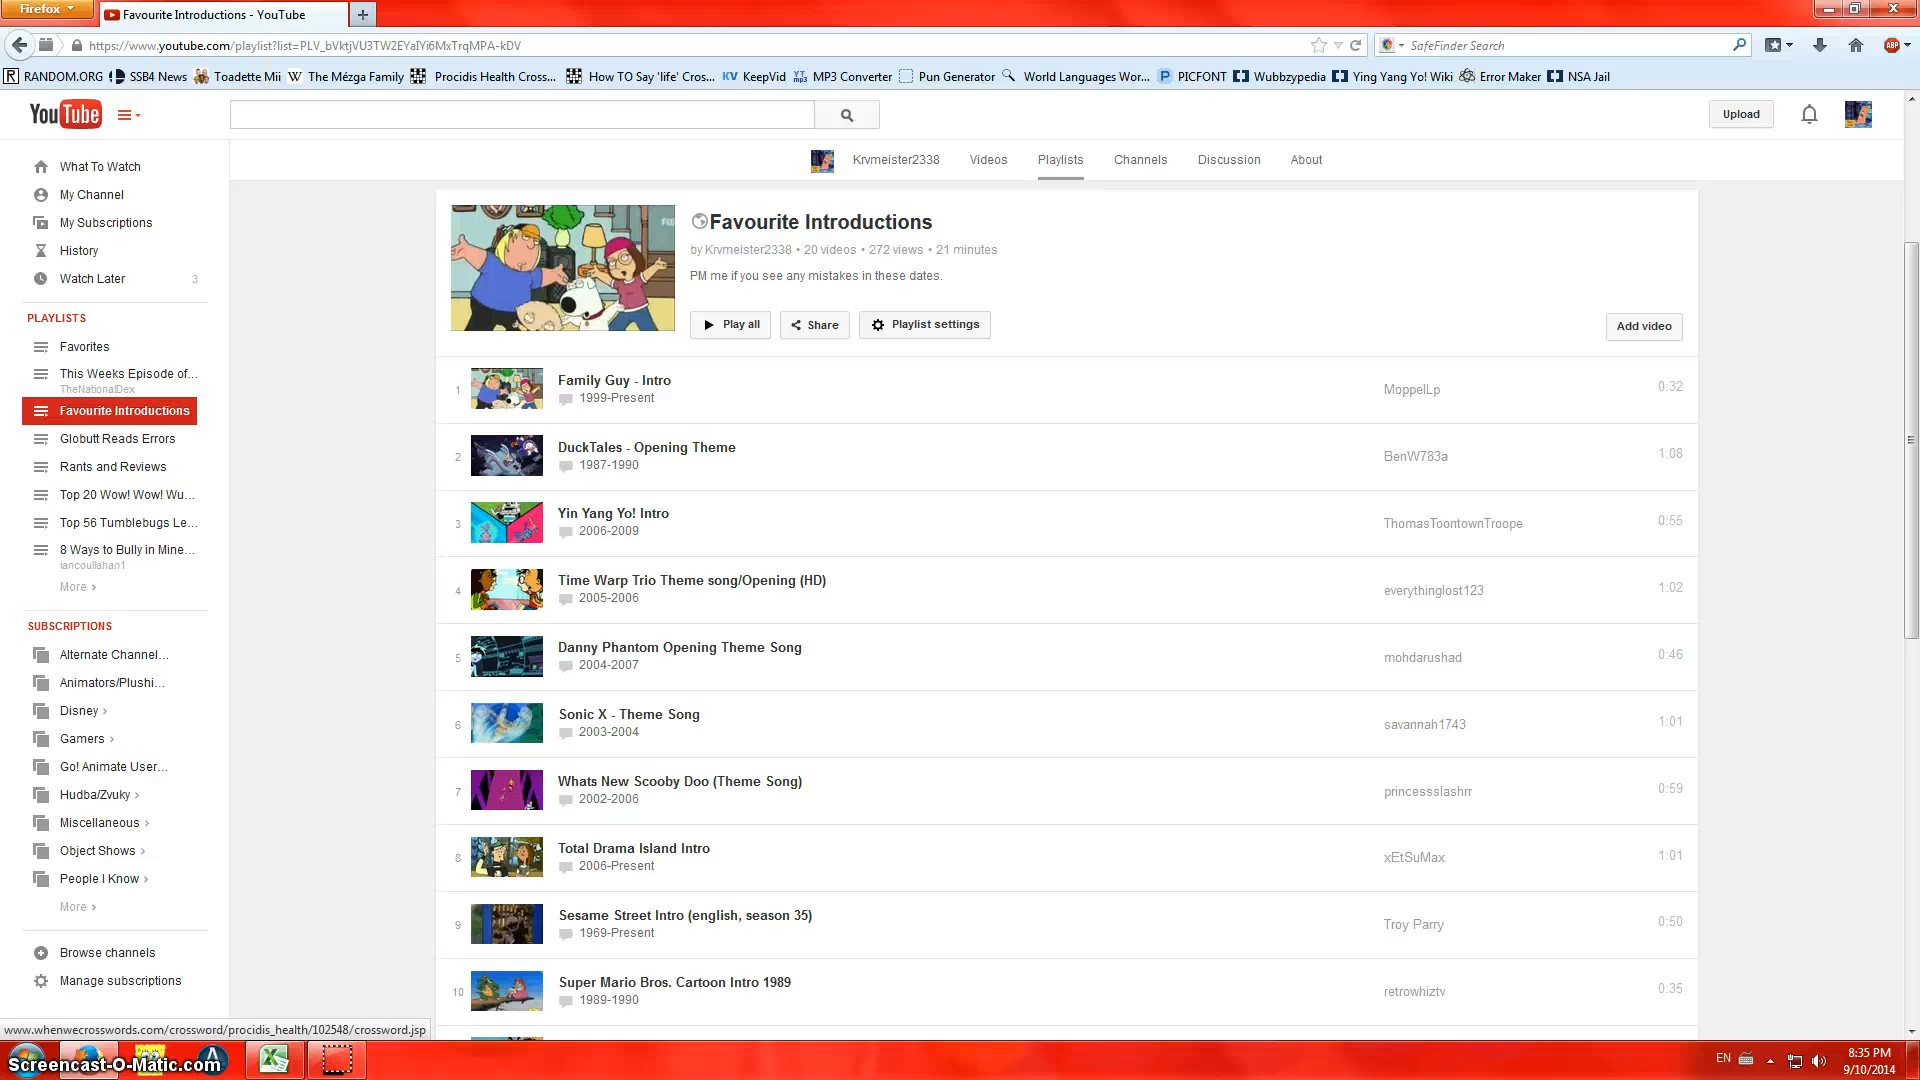 Firefox
Favourite Introductions - YouTube
https://www.youtube.com/playlist?list=PLV_bVktjVU3TW2EYaIYi6MxTrqMPA-kDV
SafeFinder Search
ABP
RANDOM.ORG
SSB4 News
Toadette Mii
The Mézga Family
Procidis Health Cross...
How TO Say 'life' Cros...
KeepVid
MP3 Converter
Pun Generator
World Languages Wor...
PICFONT
Wubbzypedia
Ying Yang Yo! Wiki
Error Maker
NSA Jail
YouTube
Upload
Krvmeister2338
Videos
Playlists
Channels
Discussion
About
What To Watch
My Channel
My Subscriptions
History
Watch Later 3
PLAYLISTS
Favorites
This Weeks Episode of...
TheNationalDex
Favourite Introductions
Globutt Reads Errors
Rants and Reviews
Top 20 Wow! Wow! Wu...
Top 56 Tumblebugs Le...
8 Ways to Bully in Mine...
iancoullahan1
More ›
SUBSCRIPTIONS
Alternate Channel...
Animators/Plushi...
Disney ›
Gamers ›
Go! Animate User...
Hudba/Zvuky ›
Miscellaneous ›
Object Shows ›
People I Know ›
More ›
Browse channels
Manage subscriptions
Favourite Introductions
by Krvmeister2338 • 20 videos • 272 views • 21 minutes
PM me if you see any mistakes in these dates.
Play all
Share
Playlist settings
Add video
1 Family Guy - Intro MoppelLp 0:32
1999-Present
2 DuckTales - Opening Theme BenW783a 1:08
1987-1990
3 Yin Yang Yo! Intro ThomasToontownTroope 0:55
2006-2009
4 Time Warp Trio Theme song/Opening (HD) everythinglost123 1:02
2005-2006
5 Danny Phantom Opening Theme Song mohdarushad 0:46
2004-2007
6 Sonic X - Theme Song savannah1743 1:01
2003-2004
7 Whats New Scooby Doo (Theme Song) princessslashrr 0:59
2002-2006
8 Total Drama Island Intro xEtSuMax 1:01
2006-Present
9 Sesame Street Intro (english, season 35) Troy Parry 0:50
1969-Present
10 Super Mario Bros. Cartoon Intro 1989 retrowhiztv 0:35
1989-1990
www.whenwecrosswords.com/crossword/procidis_health/102548/crossword.jsp
Screencast-O-Matic.com
EN
8:35 PM
9/10/2014